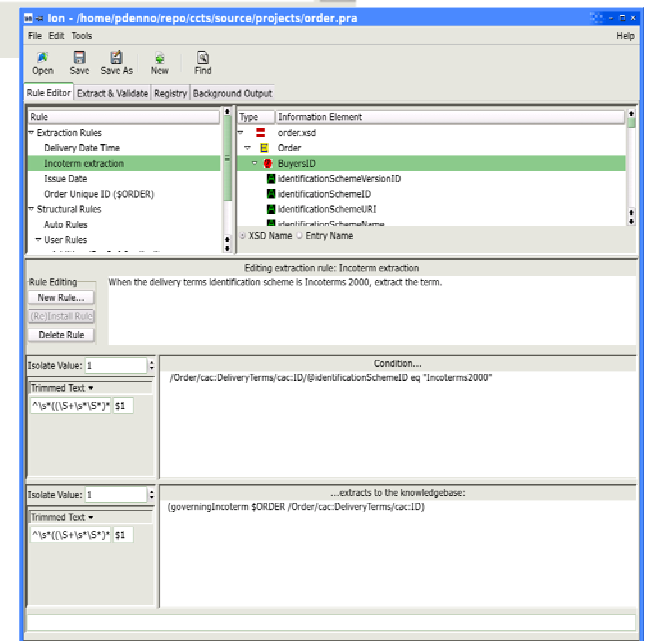 Ion - /home/pdenno/repo/ccts/source/projects/order.pra
File Edit Tools Help
Open Save Save As New Find
Rule Editor Extract & Validate Registry Background Output
Rule
Extraction Rules
Delivery Date Time
Incoterm extraction
Issue Date
Order Unique ID ($ORDER)
Structural Rules
Auto Rules
User Rules
Type Information Element
order.xsd
E Order
BuyersID
A identificationSchemeVersionID
A identificationSchemeID
A identificationSchemeURI
A identificationSchemeName
XSD Name Entry Name
Editing extraction rule: Incoterm extraction
Rule Editing
New Rule...
(Re)Install Rule
Delete Rule
When the delivery terms identification scheme is Incoterms 2000, extract the term.
Isolate Value: 1
Trimmed Text
^\s*((\S+\s*\S*)* $1
Condition...
/Order/cac:DeliveryTerms/cac:ID/@identificationSchemeID eq "Incoterms2000"
Isolate Value: 1
Trimmed Text
^\s*((\S+\s*\S*)* $1
...extracts to the knowledgebase:
(governingIncoterm $ORDER /Order/cac:DeliveryTerms/cac:ID)